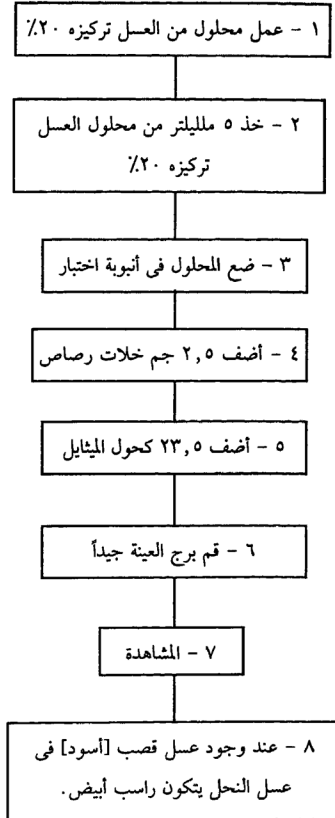 ١ - عمل محلول من العسل تركيزه ٢٠٪
٢ - خذ ٥ ملليلتر من محلول العسل
تركيزه ٢٠٪
٣ - ضع المحلول فى أنبوبة اختبار
٤ - أضف ٢,٥ جم خلات رصاص
٥ - أضف ٢٣,٥ كحول الميثايل
٦ - قم برج العينة جيداً
٧ - المشاهدة
٨ - عند وجود عسل قصب [أسود] فى
عسل النحل يتكون راسب أبيض.